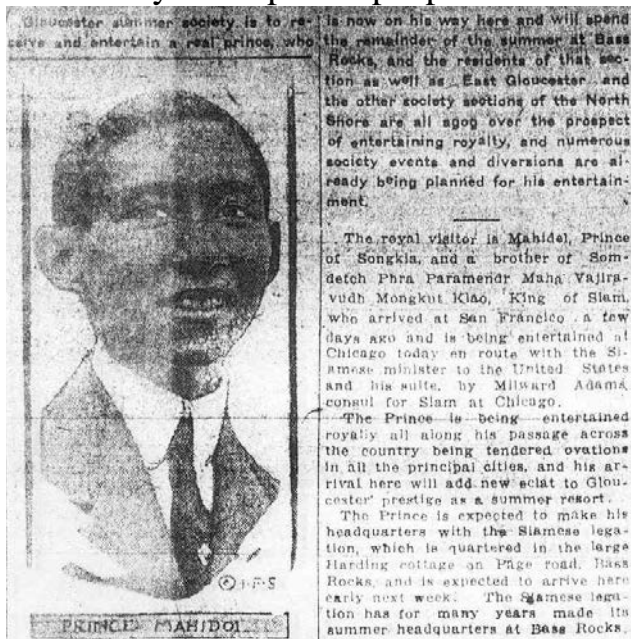 Gloucester summer society is to re-
ceive and entertain a real prince, who
is now on his way here and will spend
the remainder of the summer at Bass
Rocks, and the residents of that sec-
tion as well as East Gloucester and
the other society sections of the North
Shore are all agog over the prospect
of entertaining royalty, and numerous
society events and diversions are al-
ready being planned for his entertain-
ment.
The royal visitor is Mahidel, Prince
of Songkla, and a brother of Som-
detch Phra Paramendr Maha Vajira-
vudh Mongkut Klao, King of Siam,
who arrived at San Francico a few
days ago and is being entertained at
Chicago today en route with the Si-
amese minister to the United States
and his suite, by Milward Adams,
consul for Siam at Chicago.
The Prince is being entertained
royally all along his passage across
the country being tendered ovations
in all the principal cities, and his ar-
rival here will add new eclat to Glou-
cester' prestige as a summer resort.
The Prince is expected to make his
headquarters with the Siamese lega-
tion, which is quartered in the large
Harding cottage on Page road, Bass
Rocks, and is expected to arrive here
early next week. The Siamese lega-
tion has for many years made its
summer headquarters at Bass Rocks.
PRINCE MAHIDOL